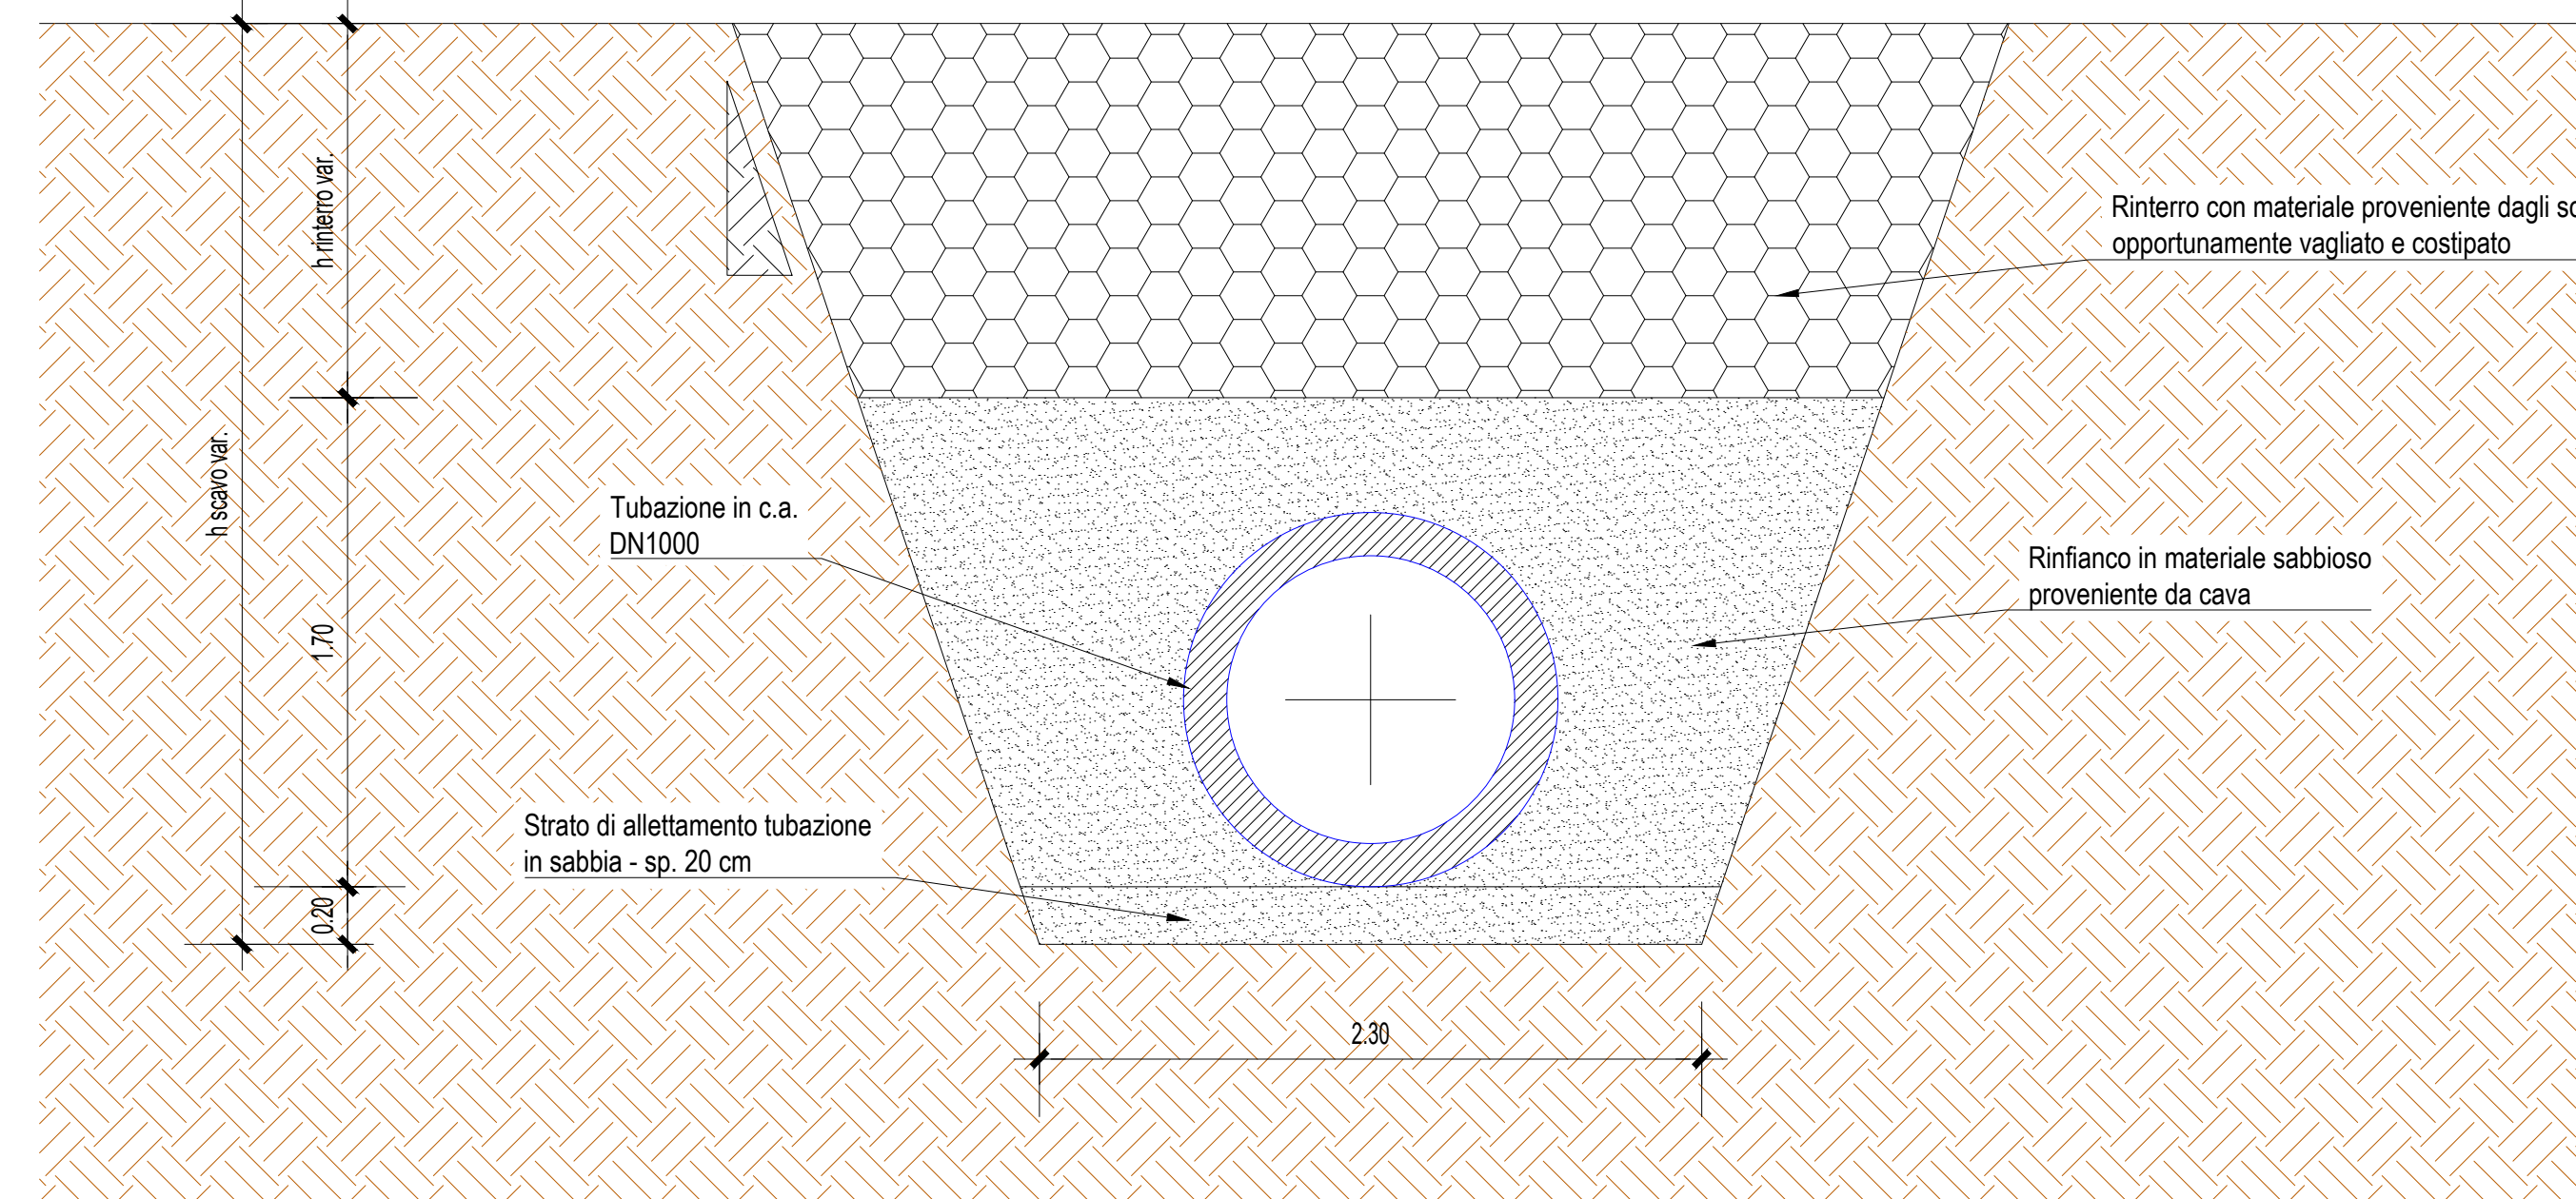 h rinterro var.
Rinterro con materiale proveniente dagli
opportunamente vagliato e costipato
h scavo var.
Tubazione in c.a.
DN1000
Rinfianco in materiale sabbioso
proveniente da cava
1.70
Strato di allettamento tubazione
in sabbia - sp. 20 cm
0.20
2.30